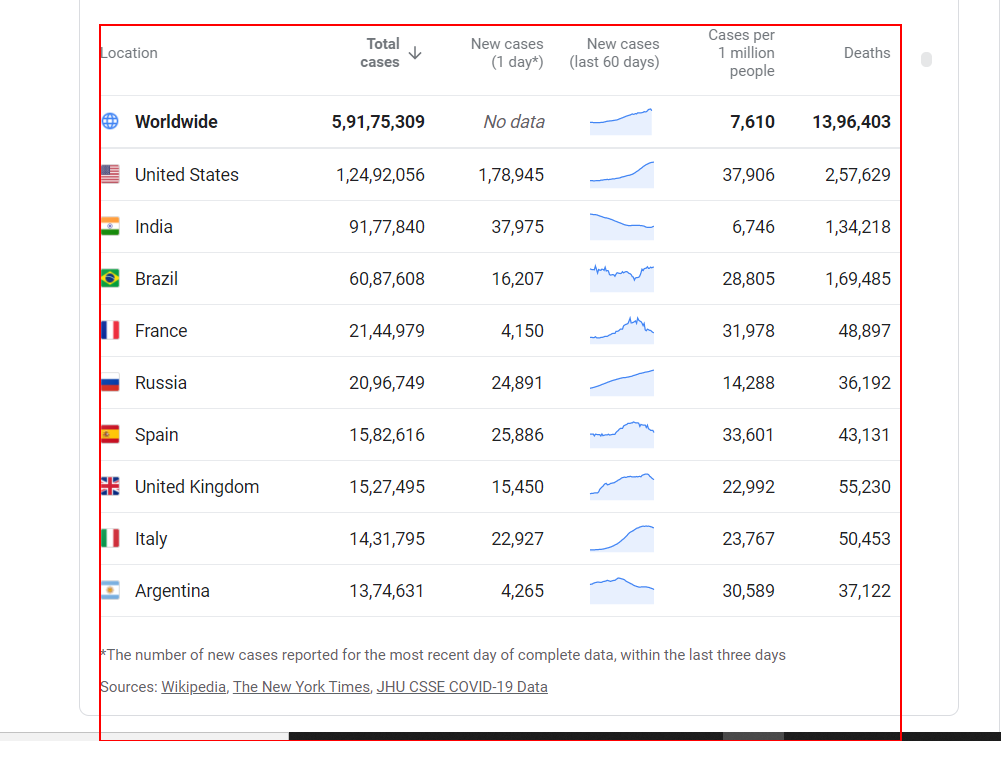 Location Total cases New cases (1 day*) New cases (last 60 days) Cases per 1 million people Deaths
Worldwide 5,91,75,309 No data 7,610 13,96,403
United States 1,24,92,056 1,78,945 37,906 2,57,629
India 91,77,840 37,975 6,746 1,34,218
Brazil 60,87,608 16,207 28,805 1,69,485
France 21,44,979 4,150 31,978 48,897
Russia 20,96,749 24,891 14,288 36,192
Spain 15,82,616 25,886 33,601 43,131
United Kingdom 15,27,495 15,450 22,992 55,230
Italy 14,31,795 22,927 23,767 50,453
Argentina 13,74,631 4,265 30,589 37,122
*The number of new cases reported for the most recent day of complete data, within the last three days
Sources: Wikipedia, The New York Times, JHU CSSE COVID-19 Data